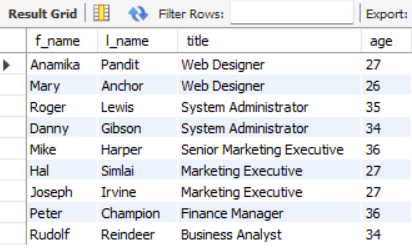 Result Grid Filter Rows: Export:
f_name l_name title age
Anamika Pandit Web Designer 27
Mary Anchor Web Designer 26
Roger Lewis System Administrator 35
Danny Gibson System Administrator 34
Mike Harper Senior Marketing Executive 36
Hal Simlai Marketing Executive 27
Joseph Irvine Marketing Executive 27
Peter Champion Finance Manager 36
Rudolf Reindeer Business Analyst 34